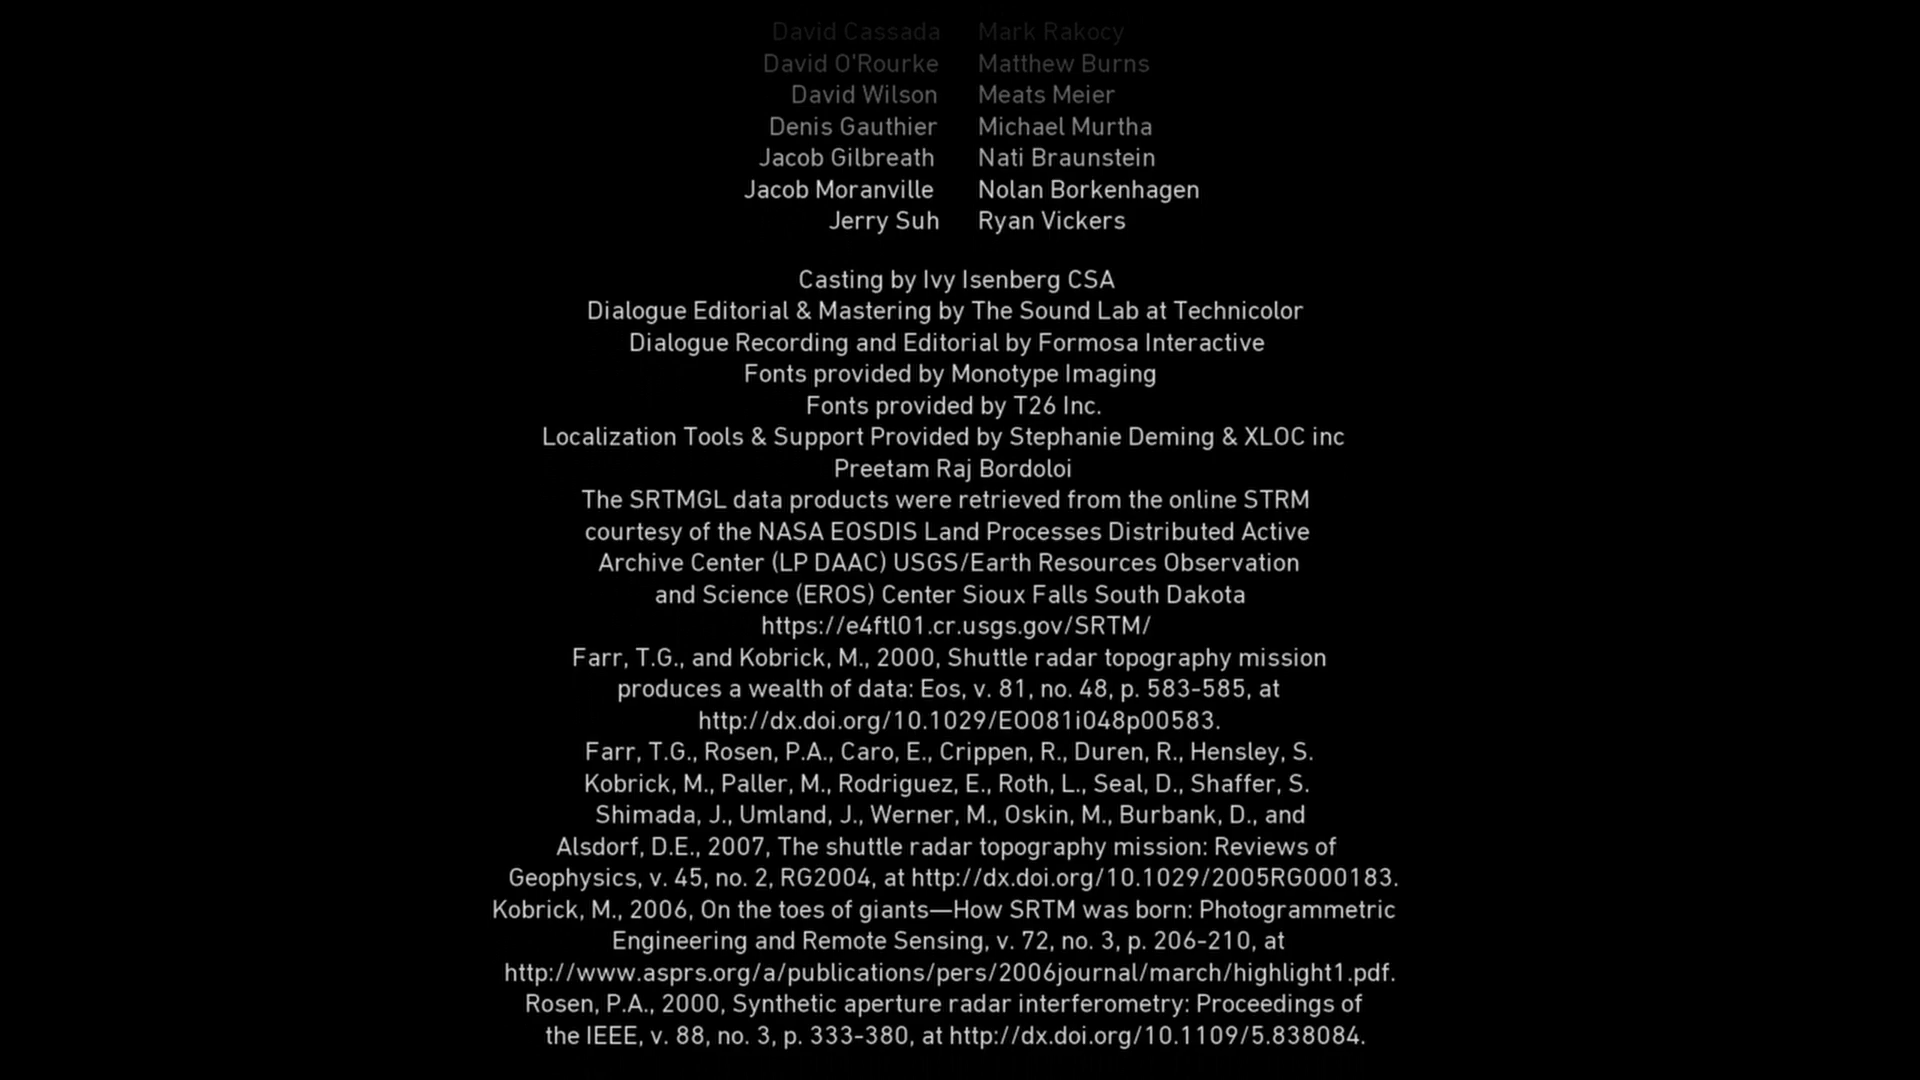 David Cassada Mark Rakocy
David O'Rourke Matthew Burns
David Wilson Meats Meier
Denis Gauthier Michael Murtha
Jacob Gilbreath Nati Braunstein
Jacob Moranville Nolan Borkenhagen
Jerry Suh Ryan Vickers
Casting by Ivy Isenberg CSA
Dialogue Editorial & Mastering by The Sound Lab at Technicolor
Dialogue Recording and Editorial by Formosa Interactive
Fonts provided by Monotype Imaging
Fonts provided by T26 Inc.
Localization Tools & Support Provided by Stephanie Deming & XLOC inc
Preetam Raj Bordoloi
The SRTMGL data products were retrieved from the online STRM
courtesy of the NASA EOSDIS Land Processes Distributed Active
Archive Center (LP DAAC) USGS/Earth Resources Observation
and Science (EROS) Center Sioux Falls South Dakota
https://e4ftl01.cr.usgs.gov/SRTM/
Farr, T.G., and Kobrick, M., 2000, Shuttle radar topography mission
produces a wealth of data: Eos, v. 81, no. 48, p. 583-585, at
http://dx.doi.org/10.1029/EO081i048p00583.
Farr, T.G., Rosen, P.A., Caro, E., Crippen, R., Duren, R., Hensley, S.
Kobrick, M., Paller, M., Rodriguez, E., Roth, L., Seal, D., Shaffer, S.
Shimada, J., Umland, J., Werner, M., Oskin, M., Burbank, D., and
Alsdorf, D.E., 2007, The shuttle radar topography mission: Reviews of
Geophysics, v. 45, no. 2, RG2004, at http://dx.doi.org/10.1029/2005RG000183.
Kobrick, M., 2006, On the toes of giants—How SRTM was born: Photogrammetric
Engineering and Remote Sensing, v. 72, no. 3, p. 206-210, at
http://www.asprs.org/a/publications/pers/2006journal/march/highlight1.pdf.
Rosen, P.A., 2000, Synthetic aperture radar interferometry: Proceedings of
the IEEE, v. 88, no. 3, p. 333-380, at http://dx.doi.org/10.1109/5.838084.